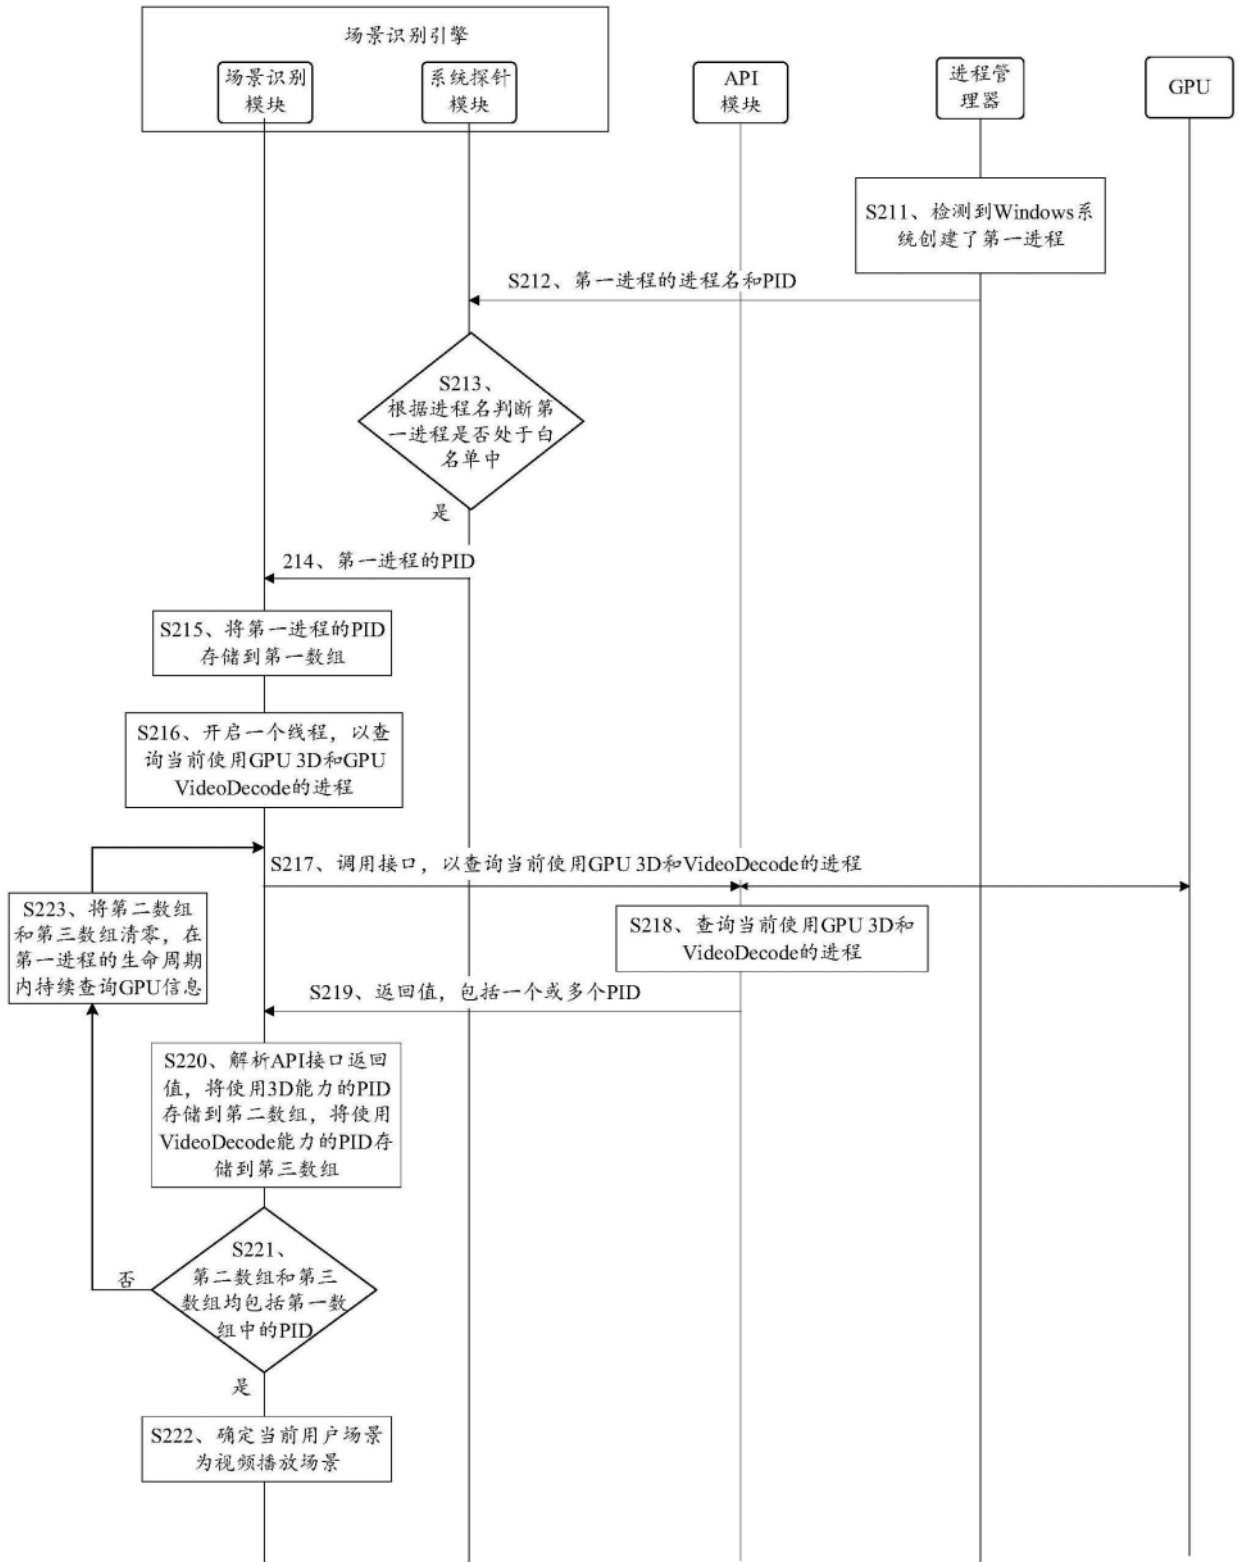 场景识别引擎
场景识别
模块
系统探针
模块
API
模块
进程管
理器
GPU
S211、检测到Windows系
统创建了第一进程
S212、第一进程的进程名和PID
S213、
根据进程名判断第
一进程是否处于白
名单中
是
214、第一进程的PID
S215、将第一进程的PID
存储到第一数组
S216、开启一个线程，以查
询当前使用GPU 3D和GPU
VideoDecode的进程
S217、调用接口，以查询当前使用GPU 3D和VideoDecode的进程
S223、将第二数组
和第三数组清零，在
第一进程的生命周期
内持续查询GPU信息
S218、查询当前使用GPU 3D和
VideoDecode的进程
S219、返回值，包括一个或多个PID
S220、解析API接口返回
值，将使用3D能力的PID
存储到第二数组，将使用
VideoDecode能力的PID存
储到第三数组
S221、
第二数组和第三
数组均包括第一数
组中的PID
否
是
S222、确定当前用户场景
为视频播放场景